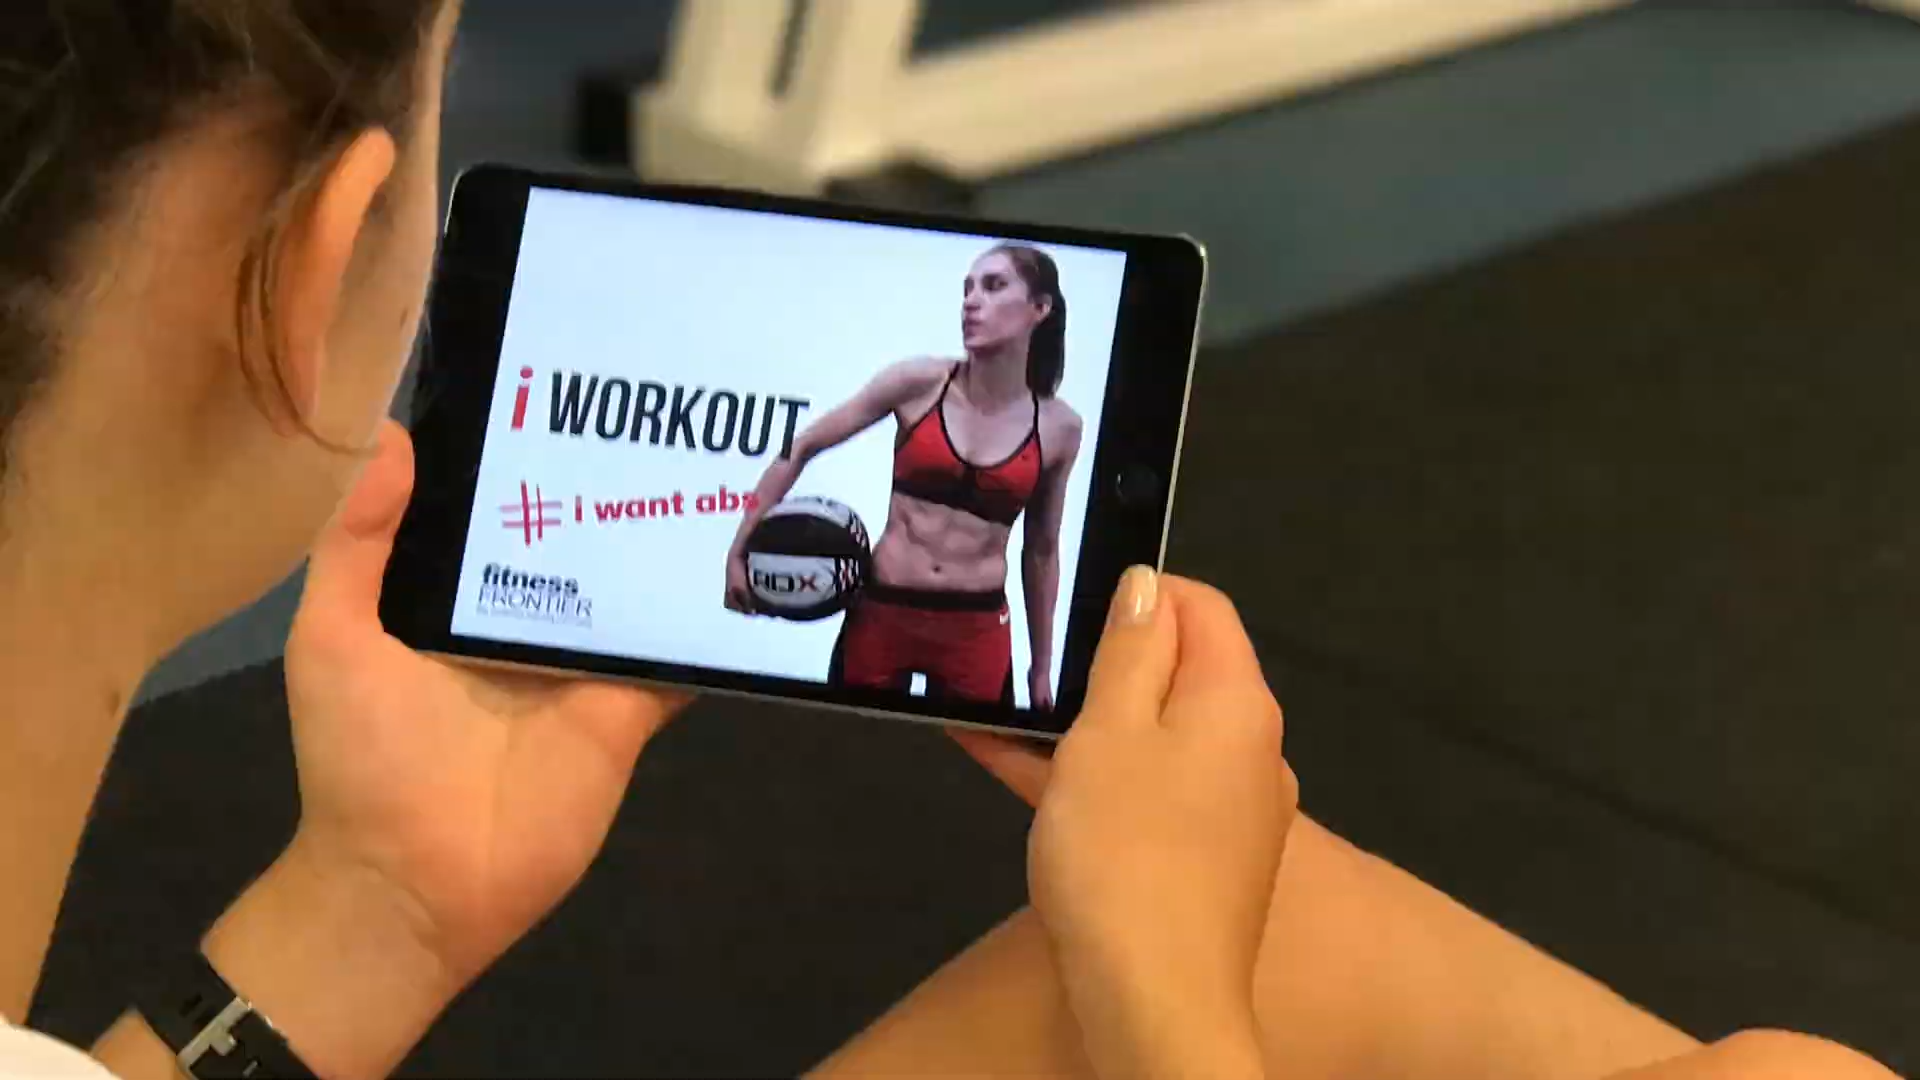 i WORKOUT
# i want abs
fitness
FRONTIER
RDX